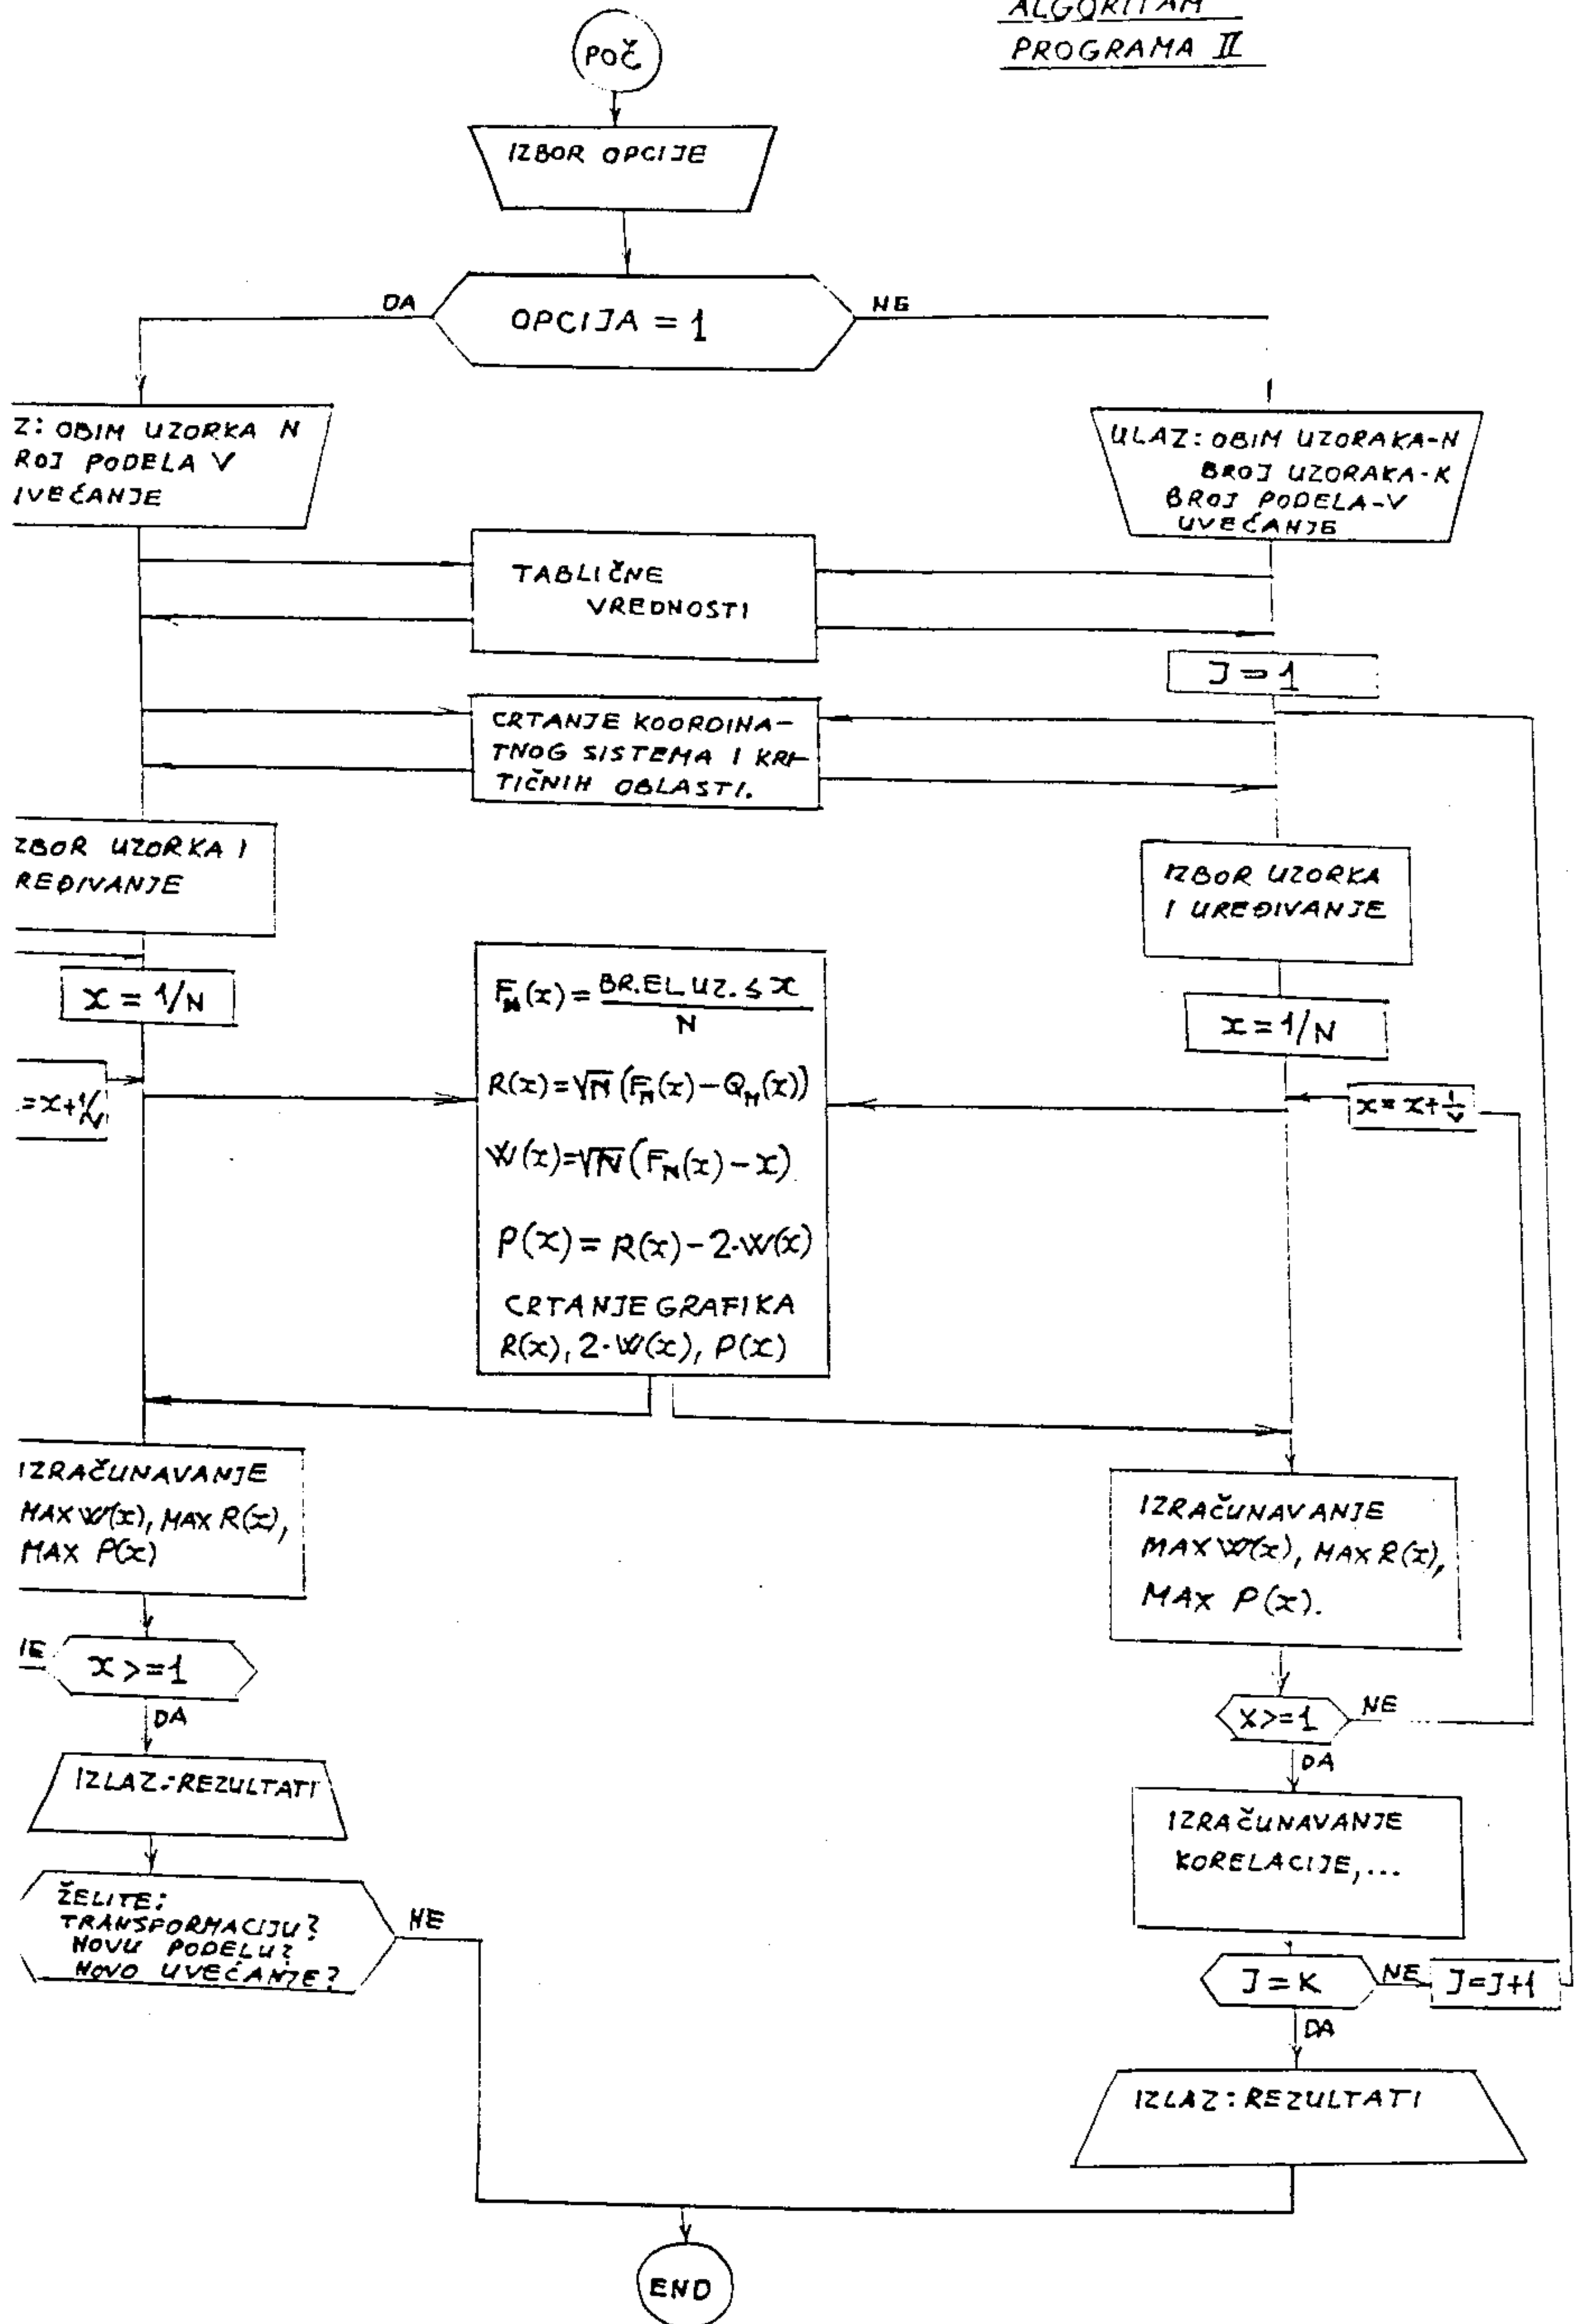 ALGORITAM
PROGRAMA II
POČ
IZBOR OPCIJE
OPCIJA = 1
DA
NE
Z: OBIM UZORKA N
ROJ PODELA V
IVEĆANJE
ULAZ: OBIM UZORAKA-N
BROJ UZORAKA-K
BROJ PODELA-V
UVEĆANJE
TABLIČNE
VREDNOSTI
J = 1
CRTANJE KOORDINA-
TNOG SISTEMA I KRI-
TIČNIH OBLASTI.
ZBOR UZORKA I
REĐIVANJE
IZBOR UZORKA
I UREĐIVANJE
x = 1/N
x = 1/N
=x+1/V
x = x+1/V
F_N(x) = BR.EL UZ. ≤ x / N
R(x) = √N (F_N(x) - Q_N(x))
W(x) = √N (F_N(x) - x)
P(x) = R(x) - 2·W(x)
CRTANJE GRAFIKA
R(x), 2·W(x), P(x)
IZRAČUNAVANJE
MAX W(x), MAX R(x),
MAX P(x)
IZRAČUNAVANJE
MAX W(x), MAX R(x),
MAX P(x).
IE
x >= 1
DA
X >= 1
NE
DA
IZLAZ: REZULTATI
IZRAČUNAVANJE
KORELACIJE,...
ŽELITE:
TRANSFORMACIJU?
NOVU PODELU?
NOVO UVEĆANJE?
NE
J = K
NE
J=J+1
DA
IZLAZ: REZULTATI
END